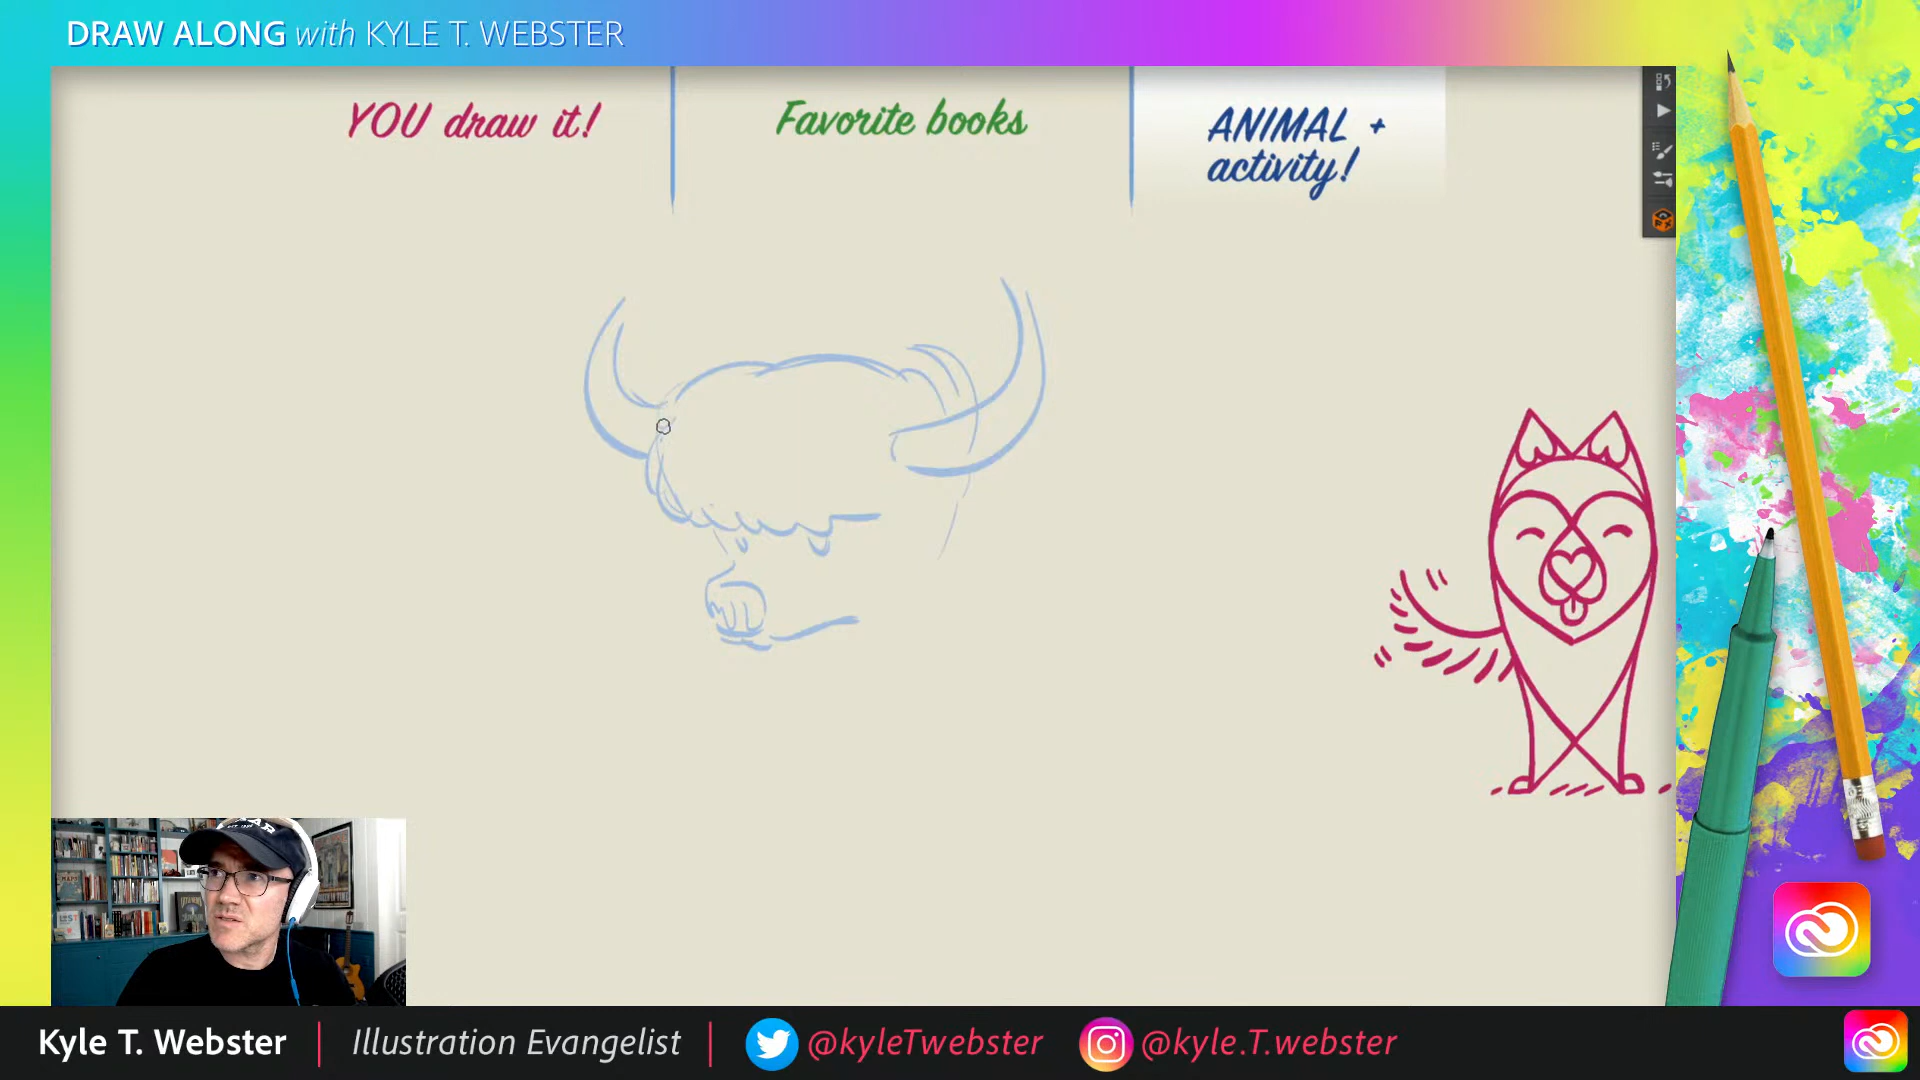 DRAW ALONG with KYLE T. WEBSTER
YOU draw it!
Favorite books
ANIMAL +
activity!
Kyle T. Webster | Illustration Evangelist | @kyleTwebster @kyle.T.webster